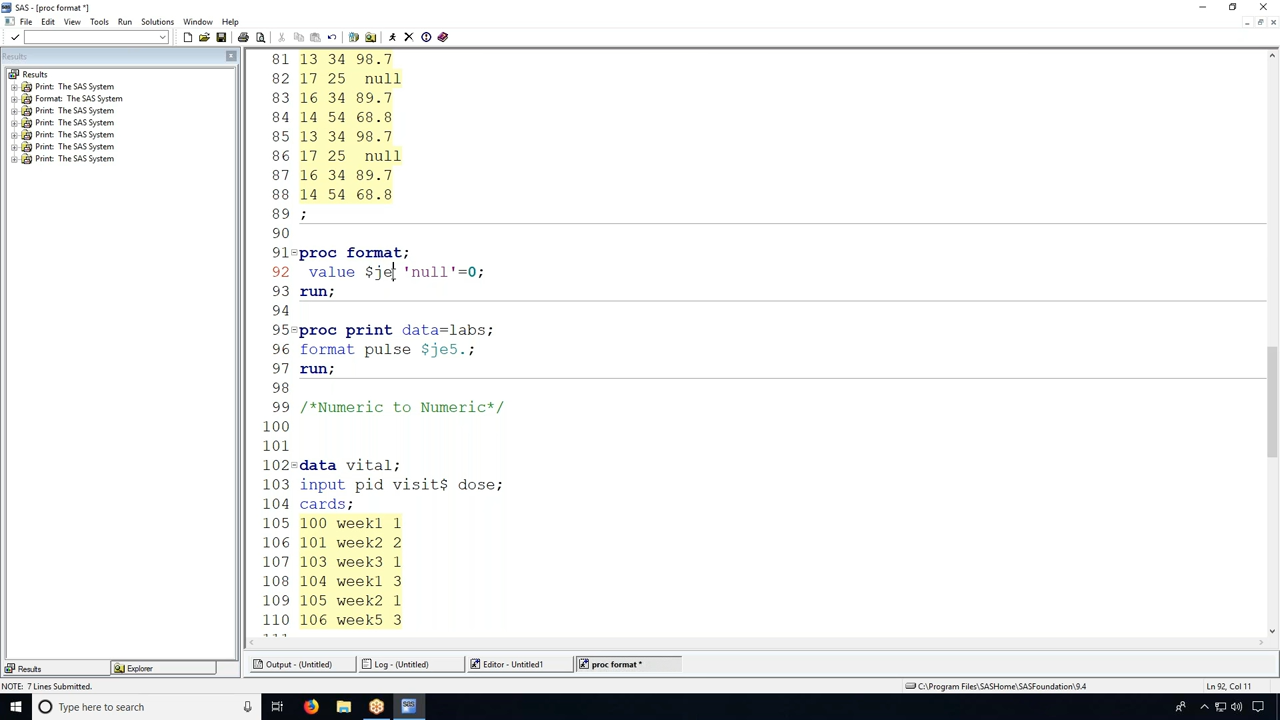 SAS - [proc format *]
File Edit View Tools Run Solutions Window Help
Results
Results
Print: The SAS System
Format: The SAS System
Print: The SAS System
Print: The SAS System
Print: The SAS System
Print: The SAS System
Print: The SAS System
81 13 34 98.7
82 17 25 null
83 16 34 89.7
84 14 54 68.8
85 13 34 98.7
86 17 25 null
87 16 34 89.7
88 14 54 68.8
89 ;
90
91 proc format;
92 value $je 'null'=0;
93 run;
94
95 proc print data=labs;
96 format pulse $je5.;
97 run;
98
99 /*Numeric to Numeric*/
100
101
102 data vital;
103 input pid visit$ dose;
104 cards;
105 100 week1 1
106 101 week2 2
107 103 week3 1
108 104 week1 3
109 105 week2 1
110 106 week5 3
Results Explorer
Output - (Untitled) Log - (Untitled) Editor - Untitled1 proc format *
NOTE: 7 Lines Submitted. C:\Program Files\SASHome\SASFoundation\9.4 Ln 92, Col 11
Type here to search